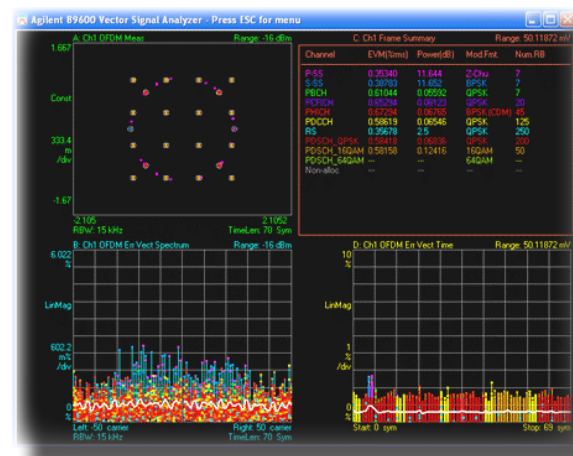 Agilent 89600 Vector Signal Analyzer - Press ESC for menu
A: Ch1 OFDM Meas Range: -16 dBm
1.667
Const
333.4
m
/div
-1.67
-2.105 2.1052
RBW: 15 kHz TimeLen: 70 Sym
C: Ch1 Frame Summary Range: 50.11872 mV
Channel EVM(%rms) Power(dB) Mod.Fmt. Num.RB
P-SS 0.35340 11.644 Z-Chu 7
S-SS 0.38783 11.652 BPSK 7
PBCH 0.61044 0.05592 QPSK 7
PCFICH 0.65294 0.08123 QPSK 20
PHICH 0.67294 0.06765 BPSK(CDM) 45
PDCCH 0.58619 0.06546 QPSK 125
RS 0.35678 2.5 QPSK 250
PDSCH_QPSK 0.58418 0.06836 QPSK 200
PDSCH_16QAM 0.58158 0.12416 16QAM 50
PDSCH_64QAM --- --- 64QAM ---
Non-alloc --- --- ---
B: Ch1 OFDM Err Vect Spectrum Range: -16 dBm
6.022
%
LinMag
602.2
m%
/div
0
%
Left: -50 carrier Right: 50 carrier
RBW: 15 kHz TimeLen: 70 Sym
D: Ch1 OFDM Err Vect Time Range: 50.11872 mV
10
%
LinMag
1
%
/div
0
%
Start: 0 sym Stop: 69 sym